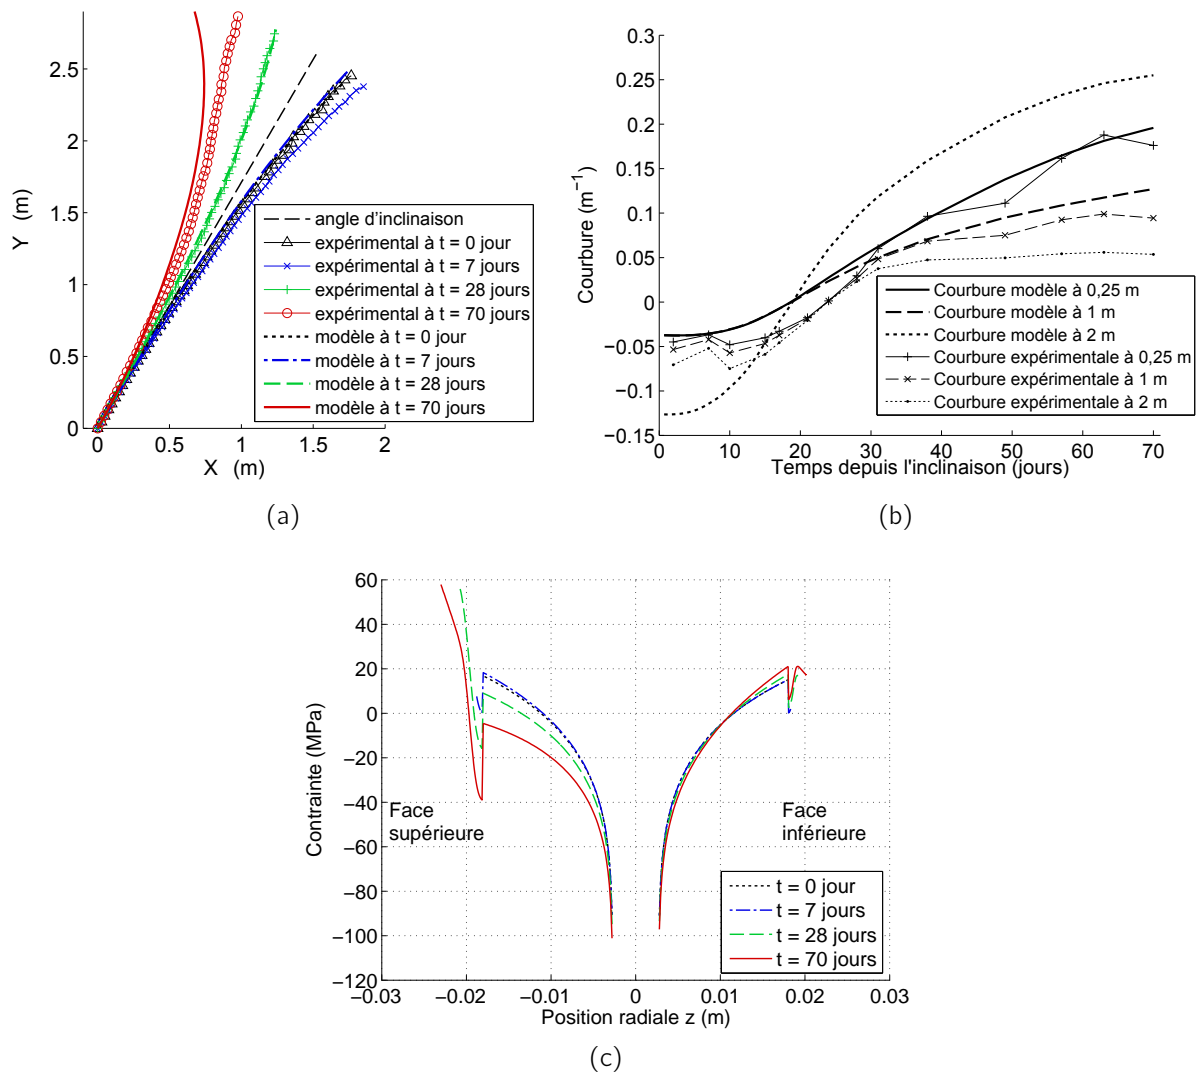 2.5
2
1.5
1
0.5
0
0
0.5
1
1.5
2
Y (m)
X (m)
angle d'inclinaison
expérimental à t = 0 jour
expérimental à t = 7 jours
expérimental à t = 28 jours
expérimental à t = 70 jours
modèle à t = 0 jour
modèle à t = 7 jours
modèle à t = 28 jours
modèle à t = 70 jours
(a)
0.3
0.25
0.2
0.15
0.1
0.05
0
−0.05
−0.1
−0.15
0
10
20
30
40
50
60
70
Courbure (m⁻¹)
Temps depuis l'inclinaison (jours)
Courbure modèle à 0,25 m
Courbure modèle à 1 m
Courbure modèle à 2 m
Courbure expérimentale à 0,25 m
Courbure expérimentale à 1 m
Courbure expérimentale à 2 m
(b)
60
40
20
0
−20
−40
−60
−80
−100
−120
−0.03
−0.02
−0.01
0
0.01
0.02
0.03
Contrainte (MPa)
Position radiale z (m)
Face
supérieure
Face
inférieure
t = 0 jour
t = 7 jours
t = 28 jours
t = 70 jours
(c)